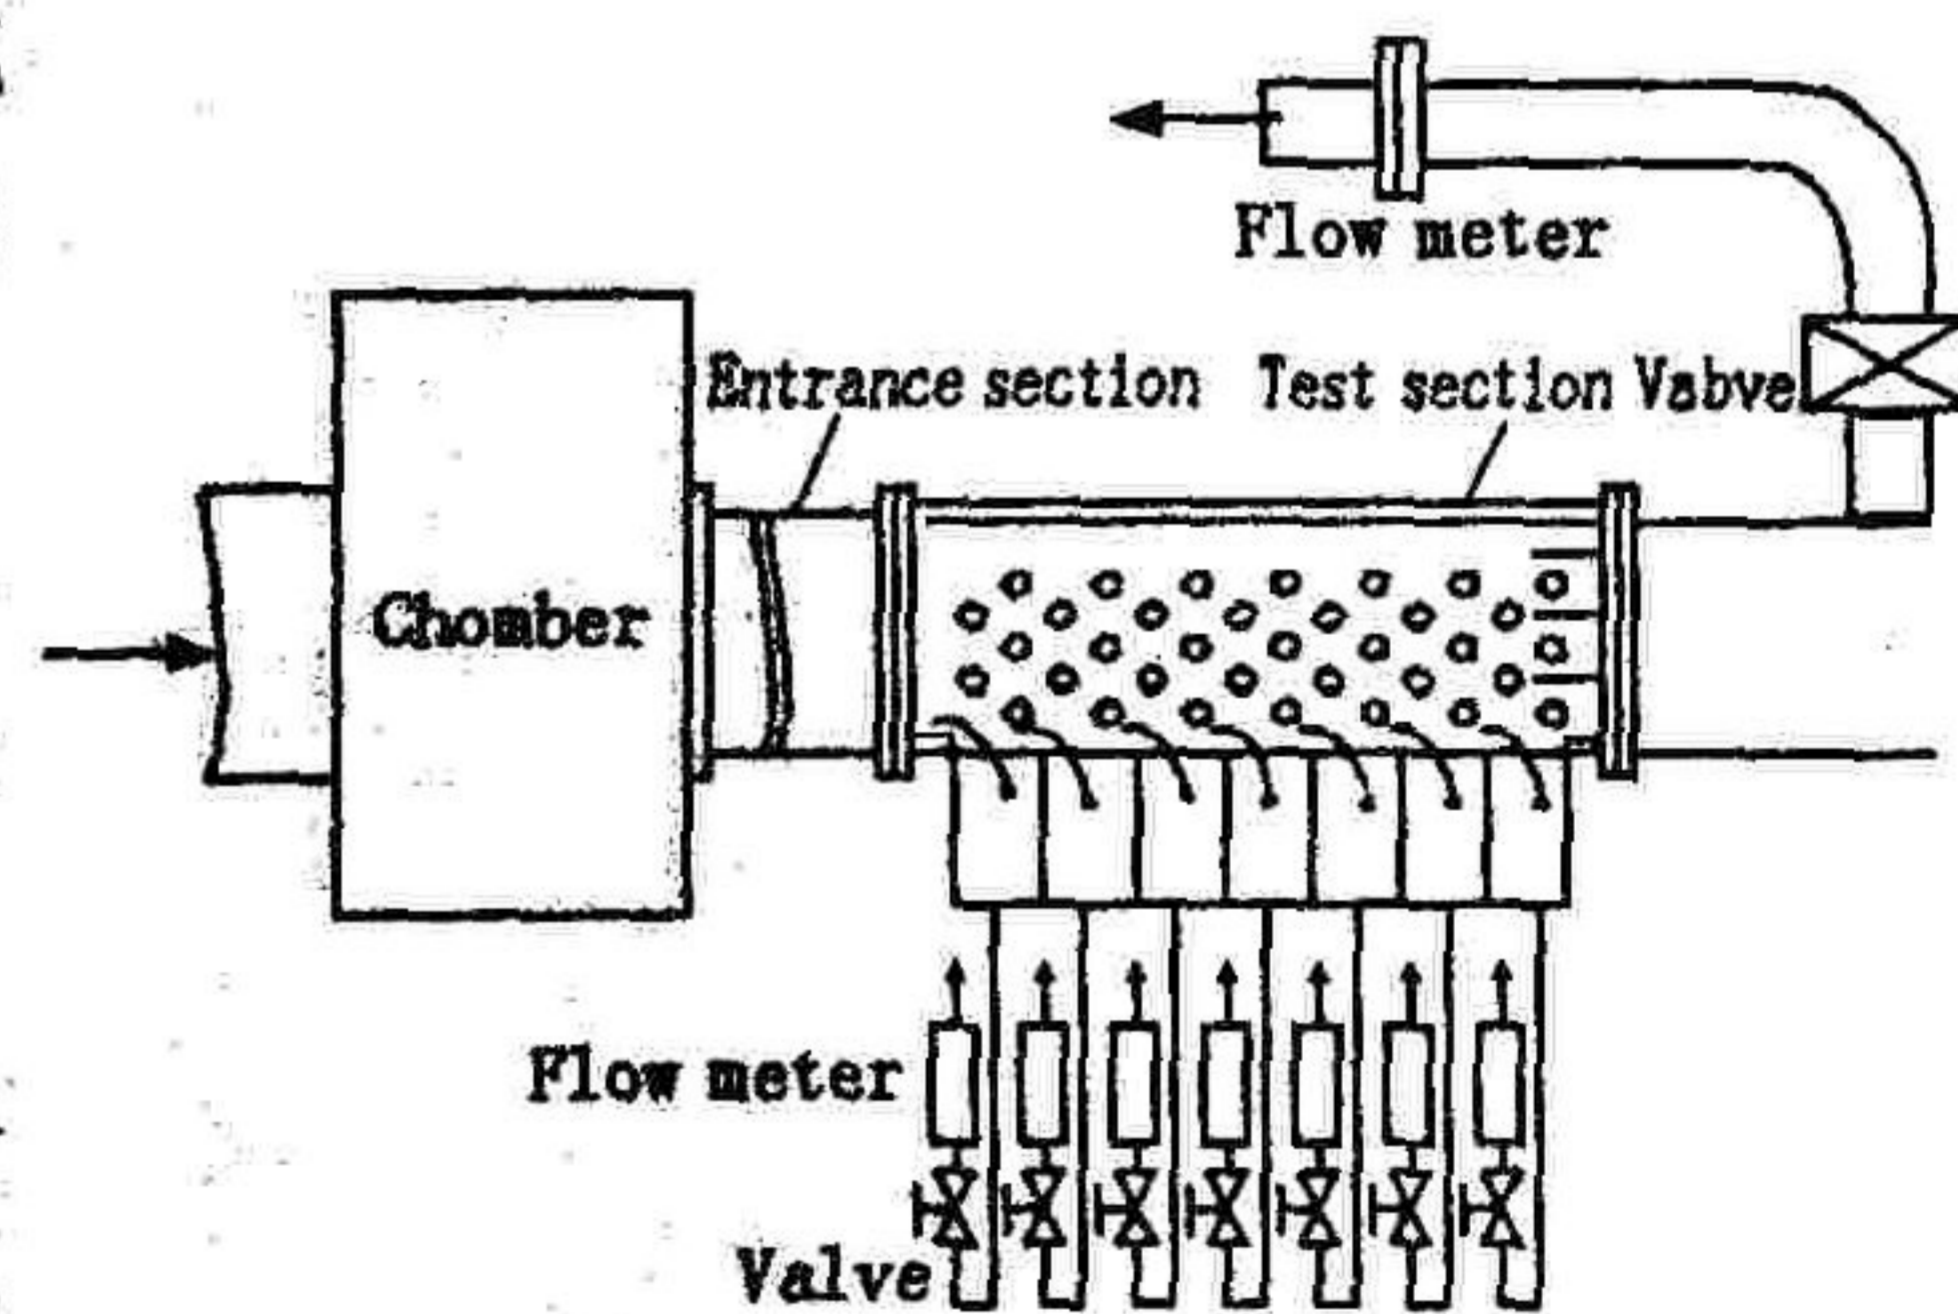 Flow meter
Entrance section
Test section
Vabve
Chomber
Flow meter
Valve